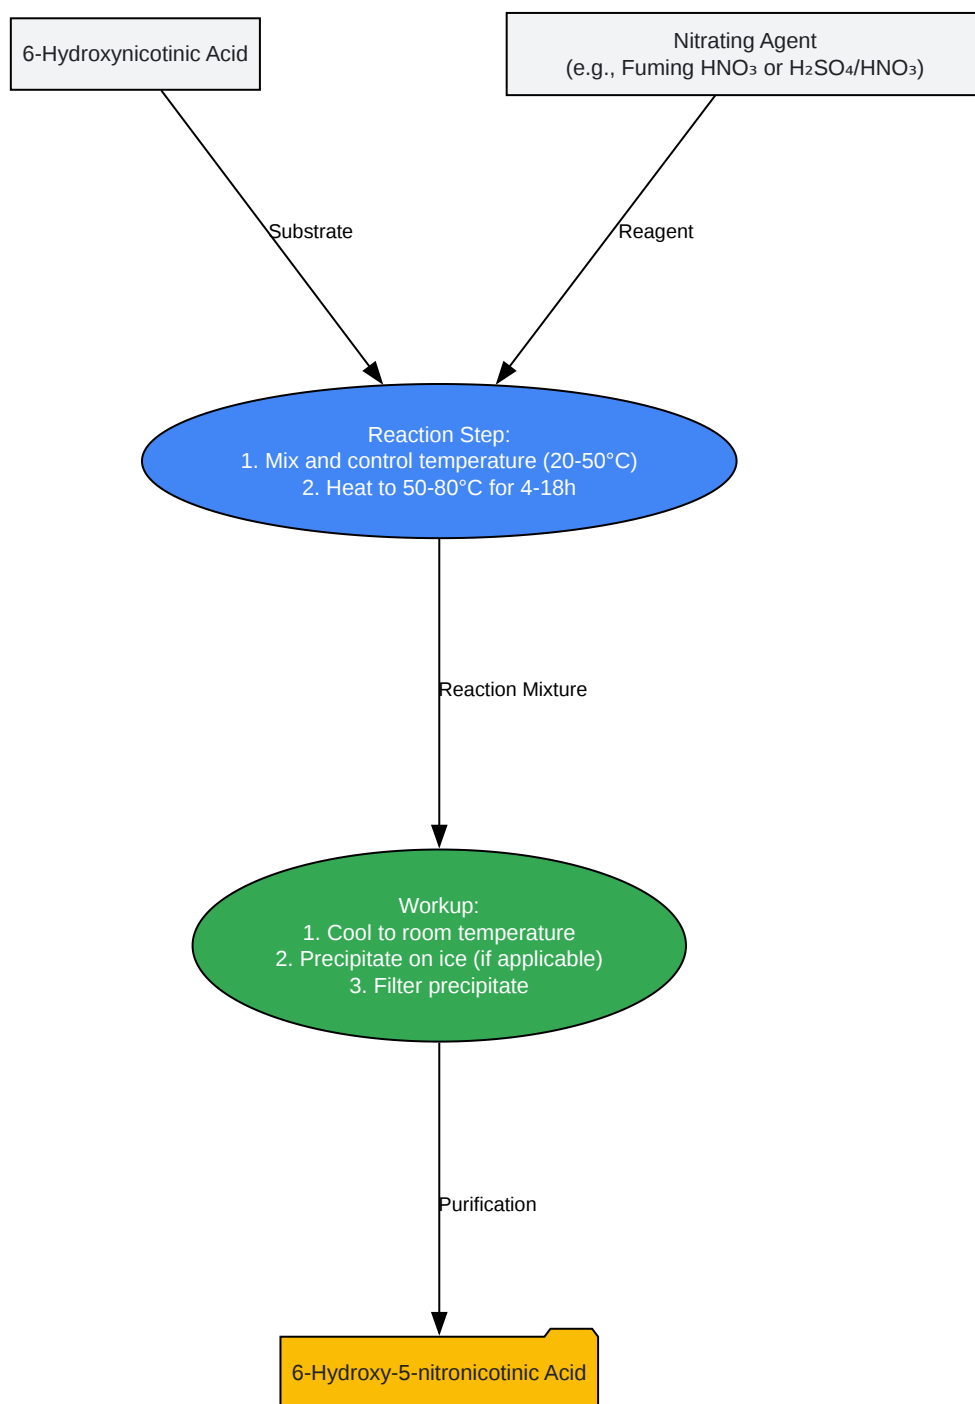 6-Hydroxynicotinic Acid
Nitrating Agent
(e.g., Fuming HNO₃ or H₂SO₄/HNO₃)
Substrate
Reagent
Reaction Step:
1. Mix and control temperature (20-50°C)
2. Heat to 50-80°C for 4-18h
Reaction Mixture
Workup:
1. Cool to room temperature
2. Precipitate on ice (if applicable)
3. Filter precipitate
Purification
6-Hydroxy-5-nitronicotinic Acid